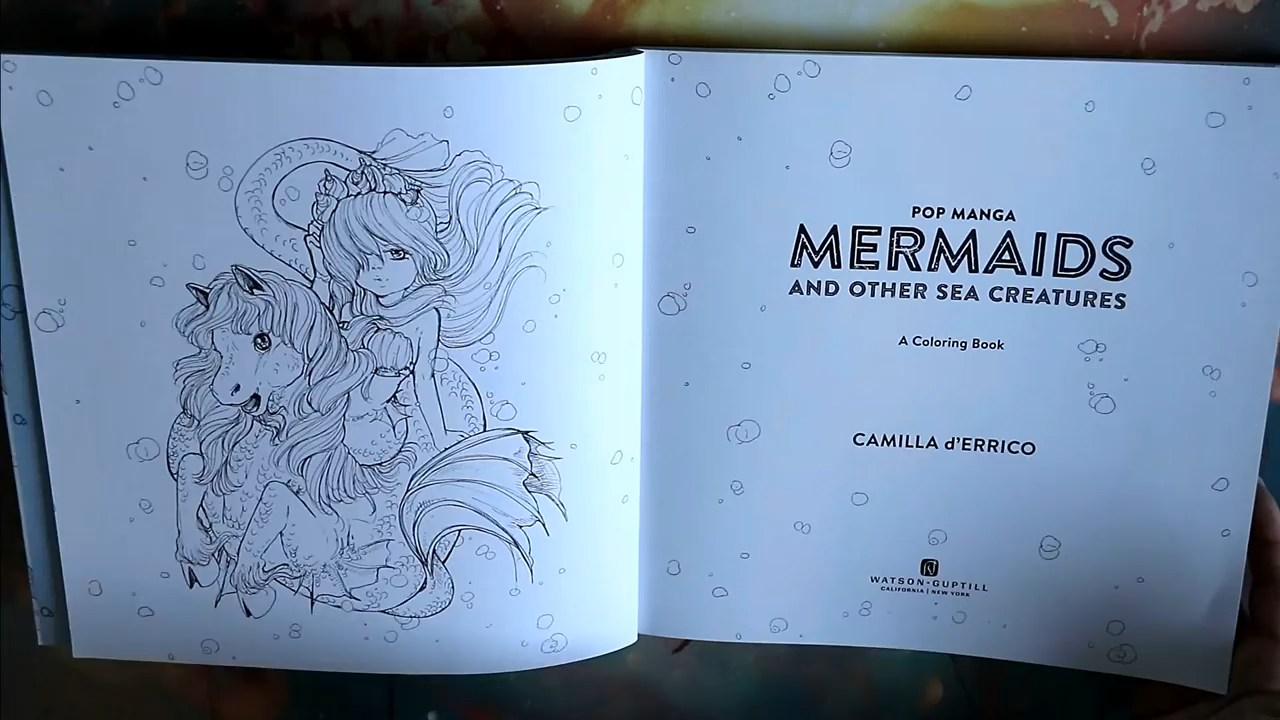 POP MANGA
MERMAIDS
AND OTHER SEA CREATURES
A Coloring Book
CAMILLA d'ERRICO
WATSON-GUPTILL
CALIFORNIA | NEW YORK